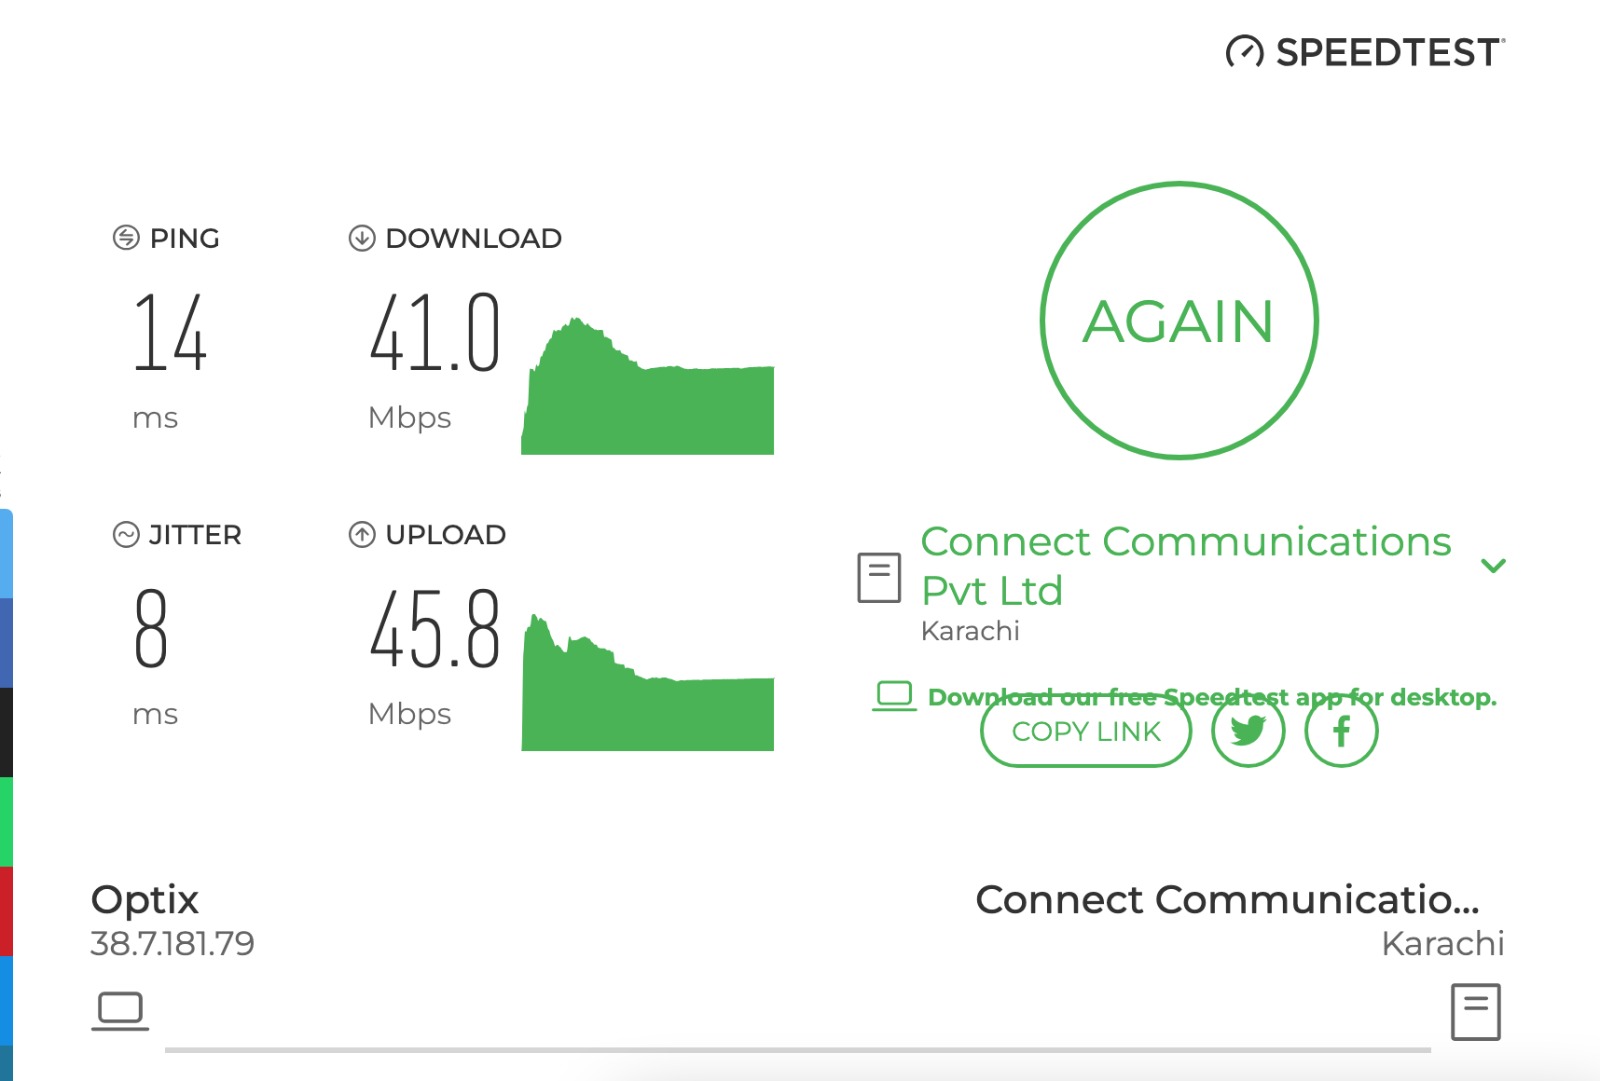 SPEEDTEST
PING
14
ms
DOWNLOAD
41.0
Mbps
AGAIN
JITTER
8
ms
UPLOAD
45.8
Mbps
Connect Communications
Pvt Ltd
Karachi
Download our free Speedtest app for desktop.
COPY LINK
Optix
38.7.181.79
Connect Communicatio...
Karachi